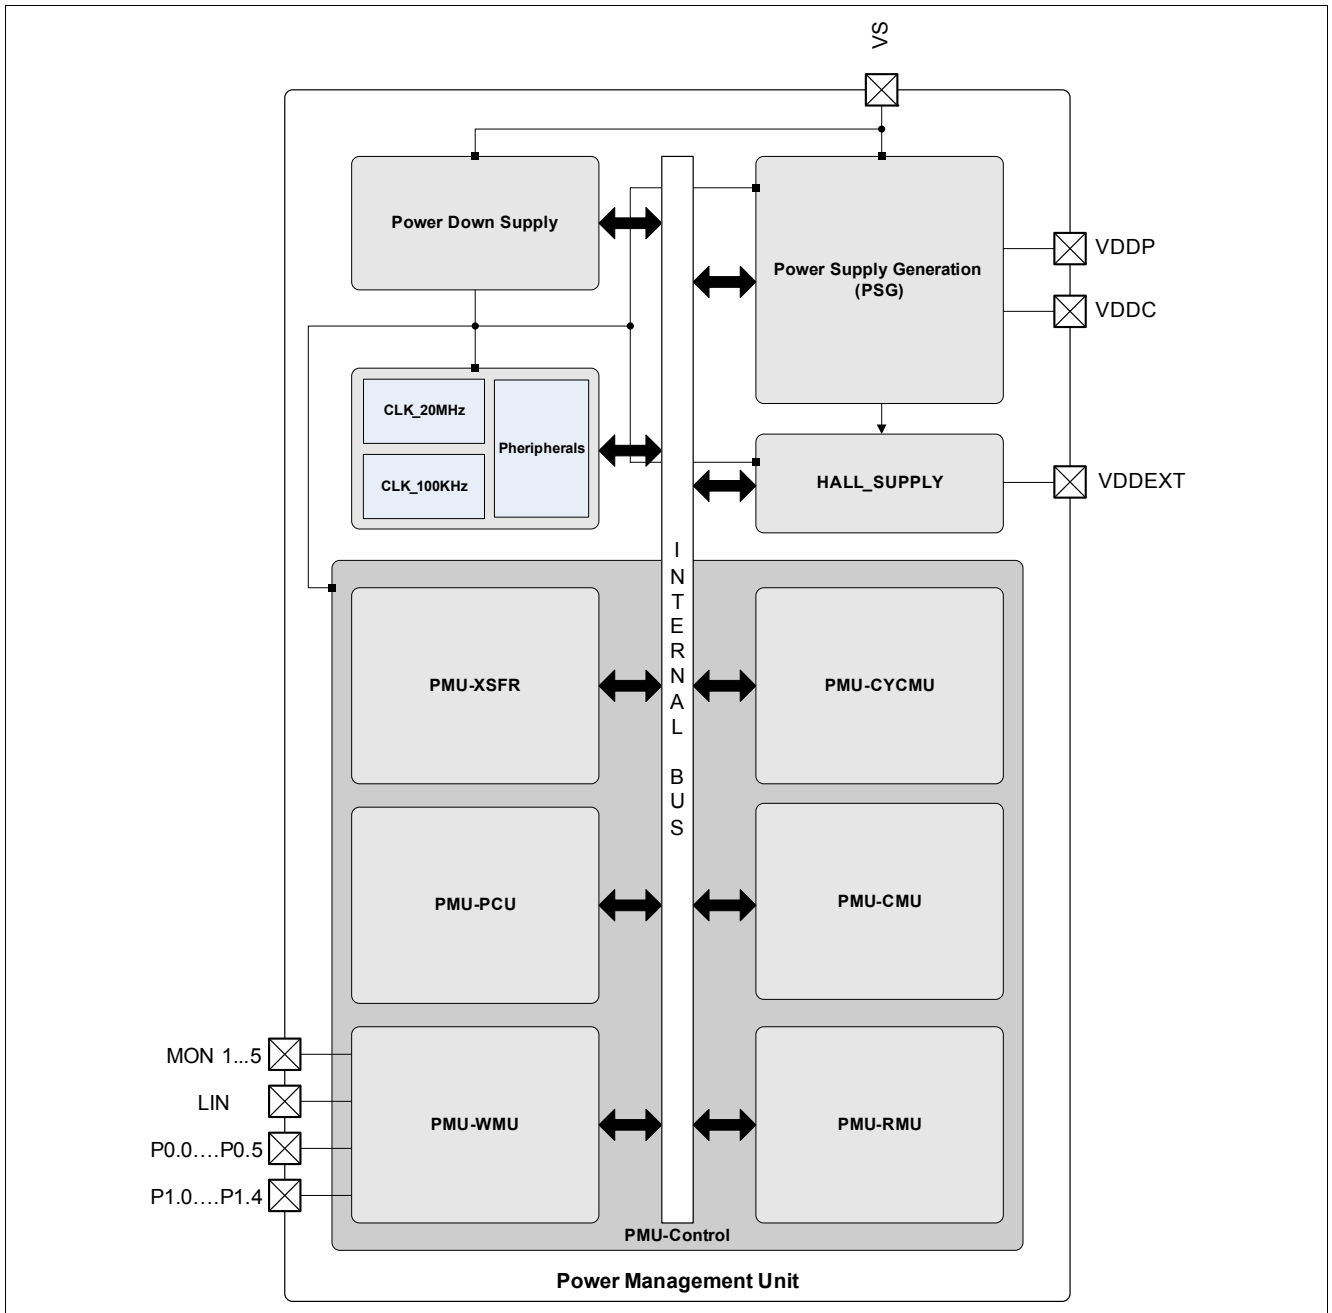 VS
Power Down Supply
Power Supply Generation
(PSG)
VDDP
VDDC
CLK_20MHz
CLK_100KHz
Pheripherals
HALL_SUPPLY
VDDEXT
INTERNAL BUS
PMU-XSFR
PMU-CYCMU
PMU-PCU
PMU-CMU
MON 1...5
LIN
P0.0....P0.5
P1.0....P1.4
PMU-WMU
PMU-RMU
PMU-Control
Power Management Unit